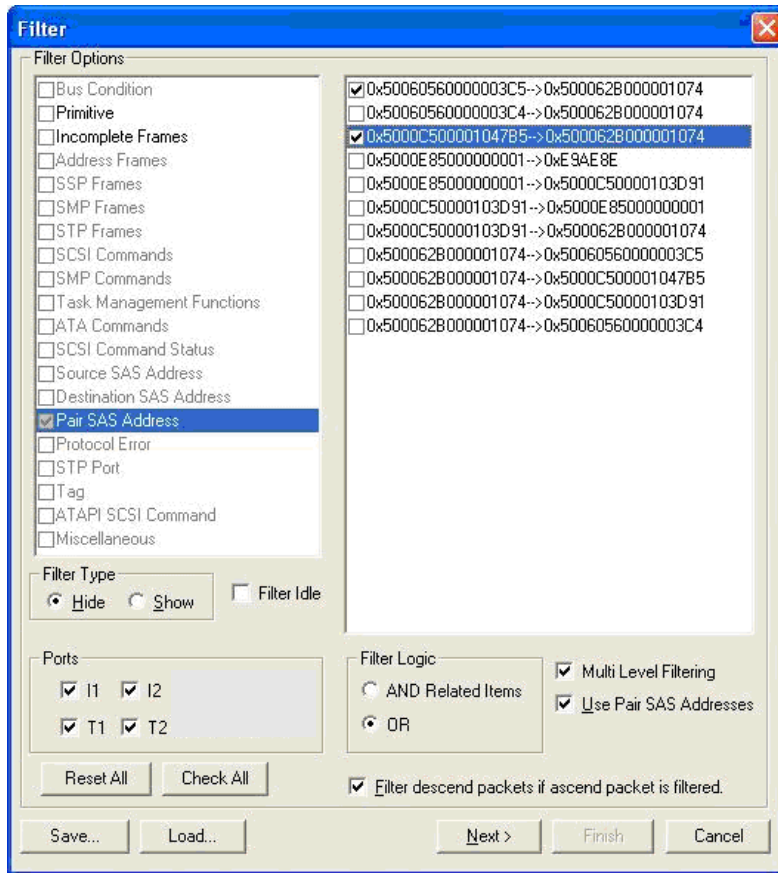 Filter
Filter Options
Bus Condition
Primitive
Incomplete Frames
Address Frames
SSP Frames
SMP Frames
STP Frames
SCSI Commands
SMP Commands
Task Management Functions
ATA Commands
SCSI Command Status
Source SAS Address
Destination SAS Address
Pair SAS Address
Protocol Error
STP Port
Tag
ATAPI SCSI Command
Miscellaneous
0x50060560000003C5-->0x500062B000001074
0x50060560000003C4-->0x500062B000001074
0x5000C500001047B5-->0x500062B000001074
0x5000E85000000001-->0xE9AE8E
0x5000E85000000001-->0x5000C50000103D91
0x5000C50000103D91-->0x5000E85000000001
0x5000C50000103D91-->0x500062B000001074
0x500062B000001074-->0x50060560000003C5
0x500062B000001074-->0x5000C500001047B5
0x500062B000001074-->0x5000C50000103D91
0x500062B000001074-->0x50060560000003C4
Filter Type
Hide Show
Filter Idle
Ports
I1 I2
T1 T2
Filter Logic
AND Related Items
OR
Multi Level Filtering
Use Pair SAS Addresses
Reset All Check All
Filter descend packets if ascend packet is filtered.
Save... Load... Next > Finish Cancel